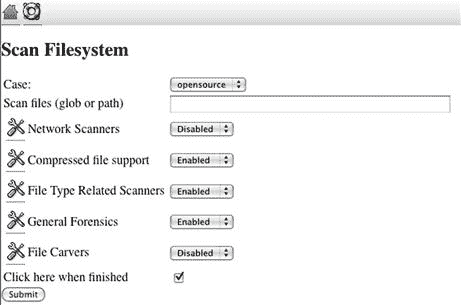 Scan Filesystem
Case: opensource
Scan files (glob or path)
Network Scanners Disabled
Compressed file support Enabled
File Type Related Scanners Enabled
General Forensics Enabled
File Carvers Disabled
Click here when finished
Submit